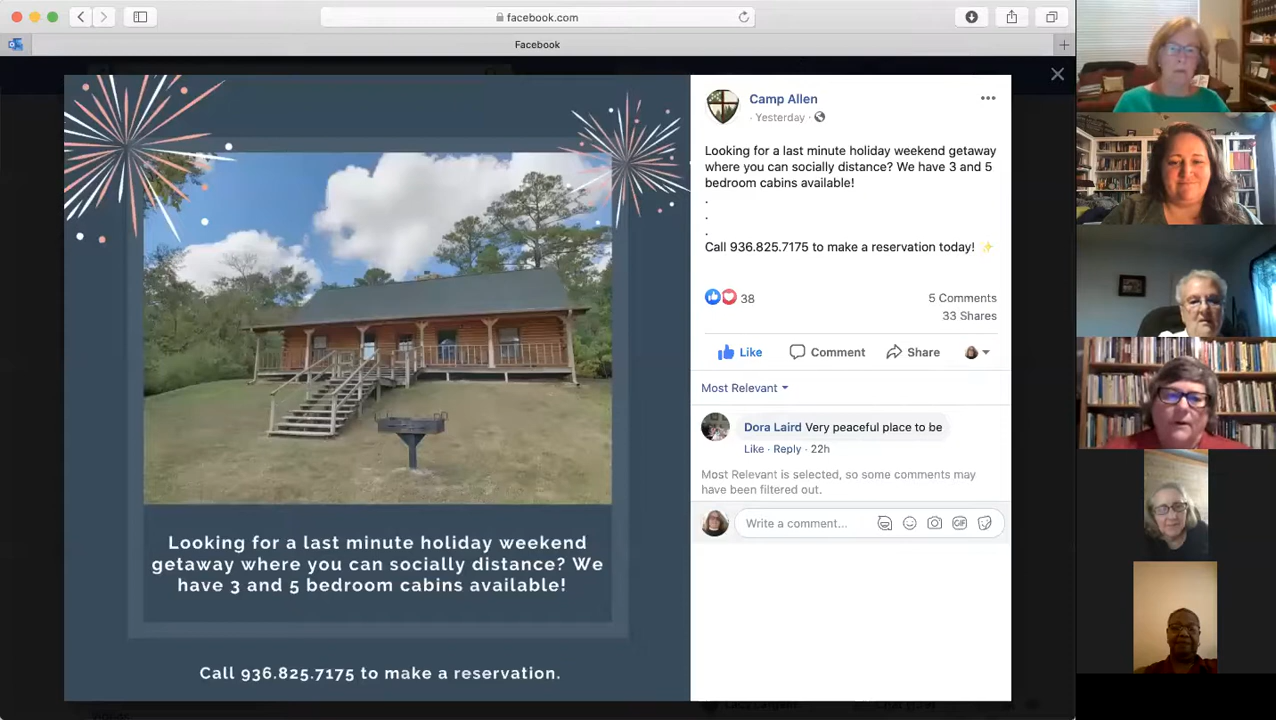 facebook.com
Facebook
Camp Allen
· Yesterday ·
Looking for a last minute holiday weekend getaway
where you can socially distance? We have 3 and 5
bedroom cabins available!
.
.
.
Call 936.825.7175 to make a reservation today! ✨
38
5 Comments
33 Shares
Like
Comment
Share
Most Relevant
Dora Laird Very peaceful place to be
Like · Reply · 22h
Most Relevant is selected, so some comments may
have been filtered out.
Write a comment...
GIF
Looking for a last minute holiday weekend
getaway where you can socially distance? We
have 3 and 5 bedroom cabins available!
Call 936.825.7175 to make a reservation.